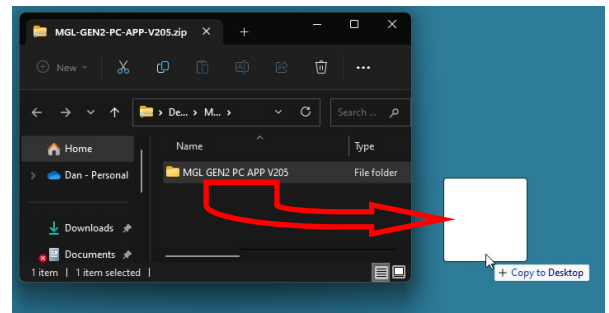 MGL-GEN2-PC-APP-V205.zip
New
De... > M... >
Search ...
Home
Name
Type
Dan - Personal
MGL GEN2 PC APP V205
File folder
Downloads
Documents
1 item | 1 item selected |
+ Copy to Desktop